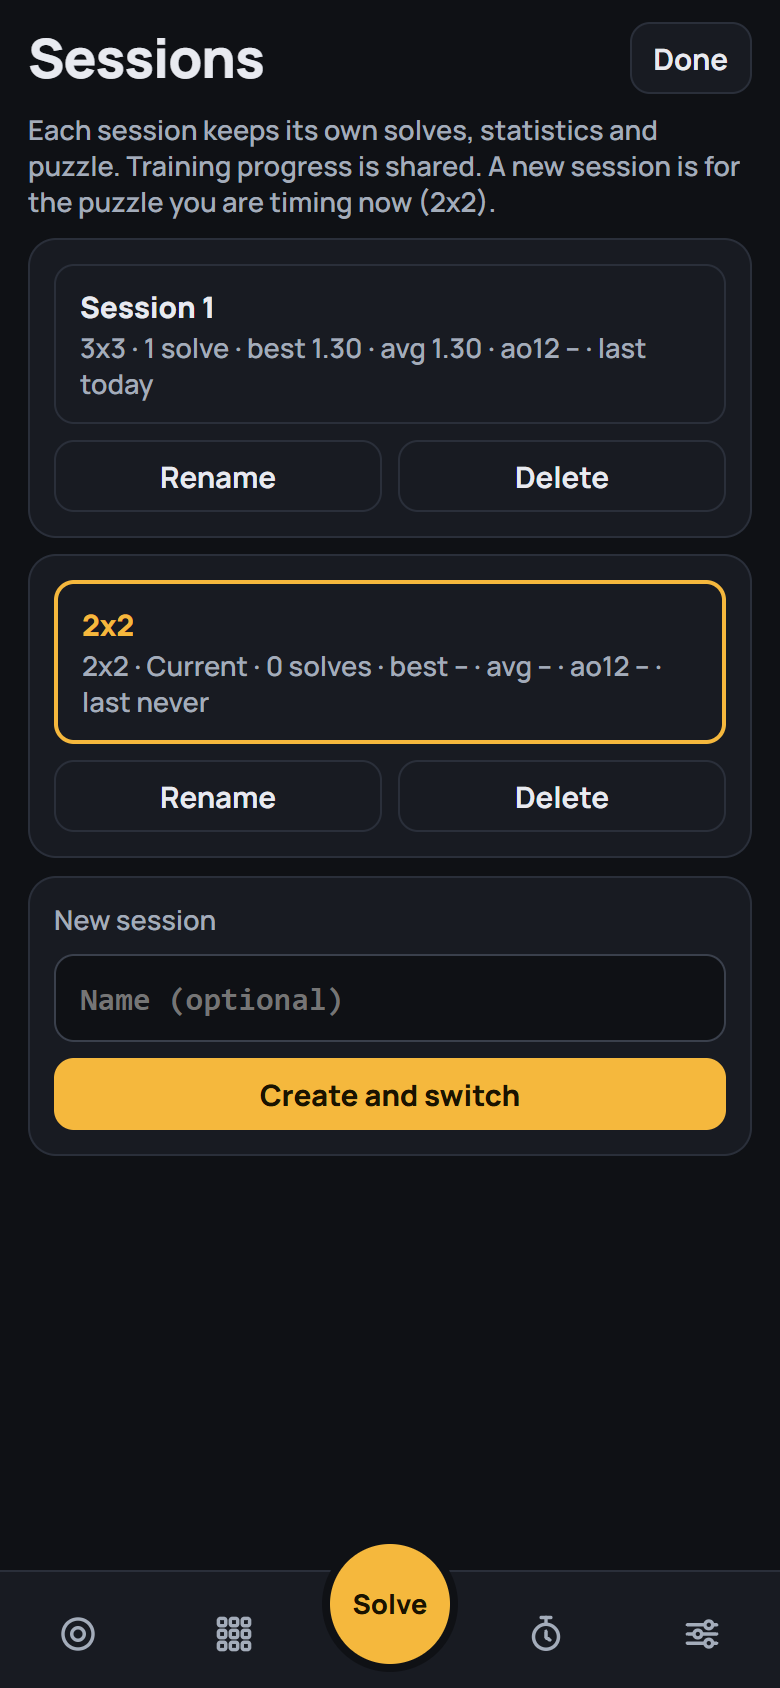 Sessions
Done
Each session keeps its own solves, statistics and
puzzle. Training progress is shared. A new session is for
the puzzle you are timing now (2x2).
Session 1
3x3 · 1 solve · best 1.30 · avg 1.30 · ao12 – · last
today
Rename
Delete
2x2
2x2 · Current · 0 solves · best – · avg – · ao12 – ·
last never
Rename
Delete
New session
Name (optional)
Create and switch
Solve